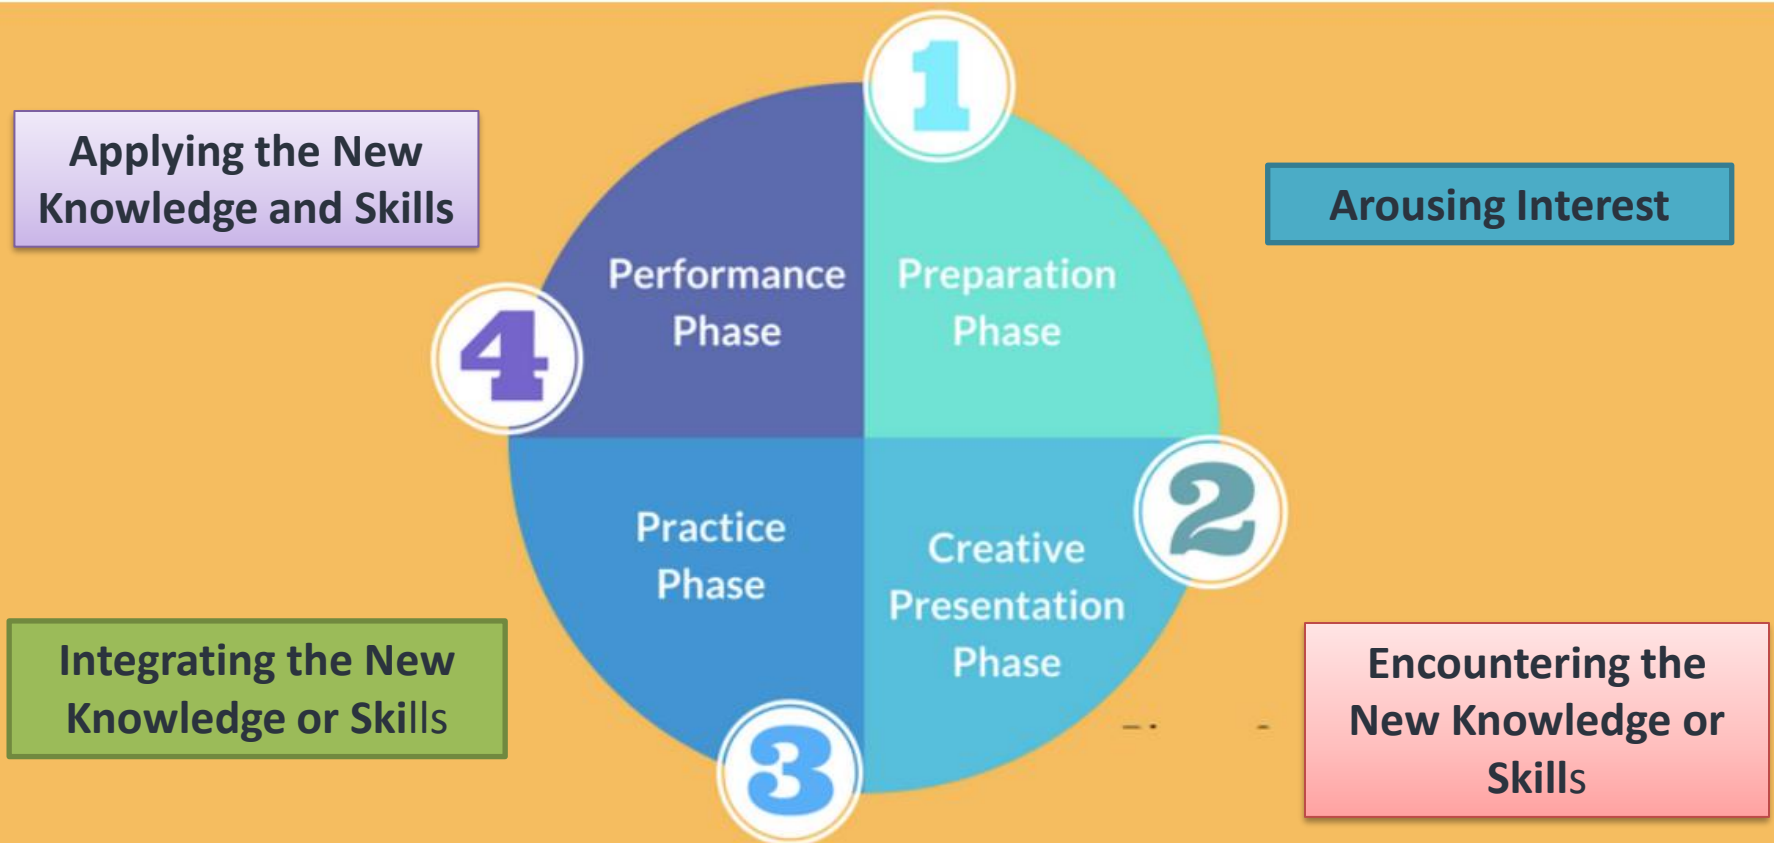 1
Applying the New
Knowledge and Skills
Arousing Interest
Performance
Phase
Preparation
Phase
4
2
Practice
Phase
Creative
Presentation
Phase
Integrating the New
Knowledge or Skills
Encountering the
New Knowledge or
Skills
3